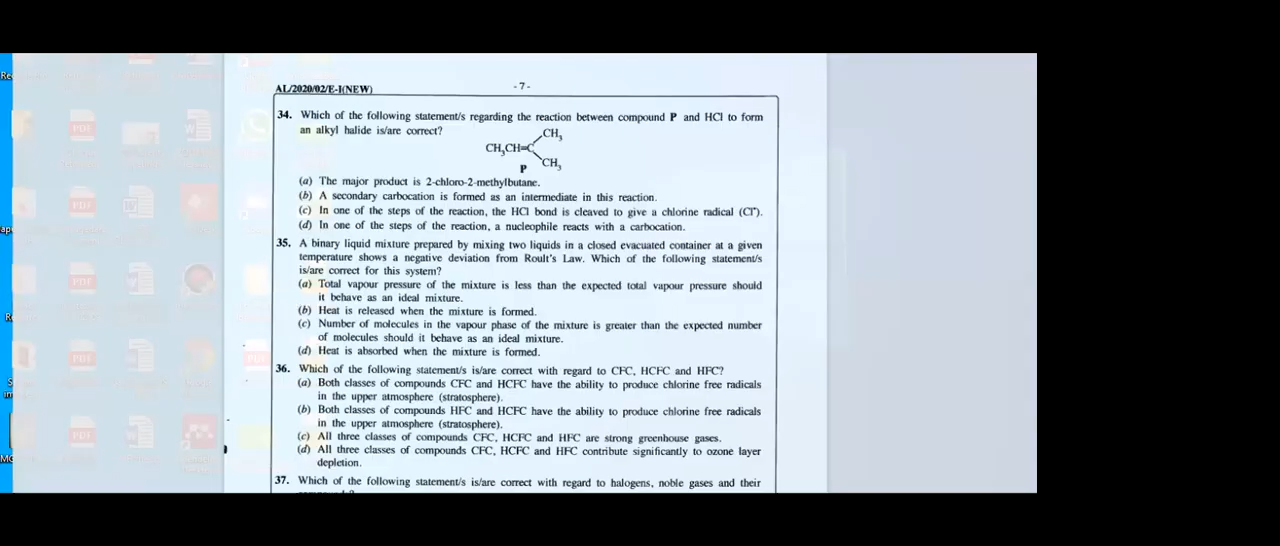 Re
AL/2020/02/E-I(NEW)
- 7 -
34. Which of the following statement/s regarding the reaction between compound P and HCl to form
an alkyl halide is/are correct?
CH3
CH3CH=C
CH3
P
(a) The major product is 2-chloro-2-methylbutane.
(b) A secondary carbocation is formed as an intermediate in this reaction.
(c) In one of the steps of the reaction, the HCl bond is cleaved to give a chlorine radical (Cl•).
(d) In one of the steps of the reaction, a nucleophile reacts with a carbocation.
35. A binary liquid mixture prepared by mixing two liquids in a closed evacuated container at a given
temperature shows a negative deviation from Roult's Law. Which of the following statement/s
is/are correct for this system?
(a) Total vapour pressure of the mixture is less than the expected total vapour pressure should
it behave as an ideal mixture.
(b) Heat is released when the mixture is formed.
(c) Number of molecules in the vapour phase of the mixture is greater than the expected number
of molecules should it behave as an ideal mixture.
(d) Heat is absorbed when the mixture is formed.
36. Which of the following statement/s is/are correct with regard to CFC, HCFC and HFC?
(a) Both classes of compounds CFC and HCFC have the ability to produce chlorine free radicals
in the upper atmosphere (stratosphere).
(b) Both classes of compounds HFC and HCFC have the ability to produce chlorine free radicals
in the upper atmosphere (stratosphere).
(c) All three classes of compounds CFC, HCFC and HFC are strong greenhouse gases.
(d) All three classes of compounds CFC, HCFC and HFC contribute significantly to ozone layer
depletion.
37. Which of the following statement/s is/are correct with regard to halogens, noble gases and their
PDF
PDF
PDF
PDF
PDF
PDF